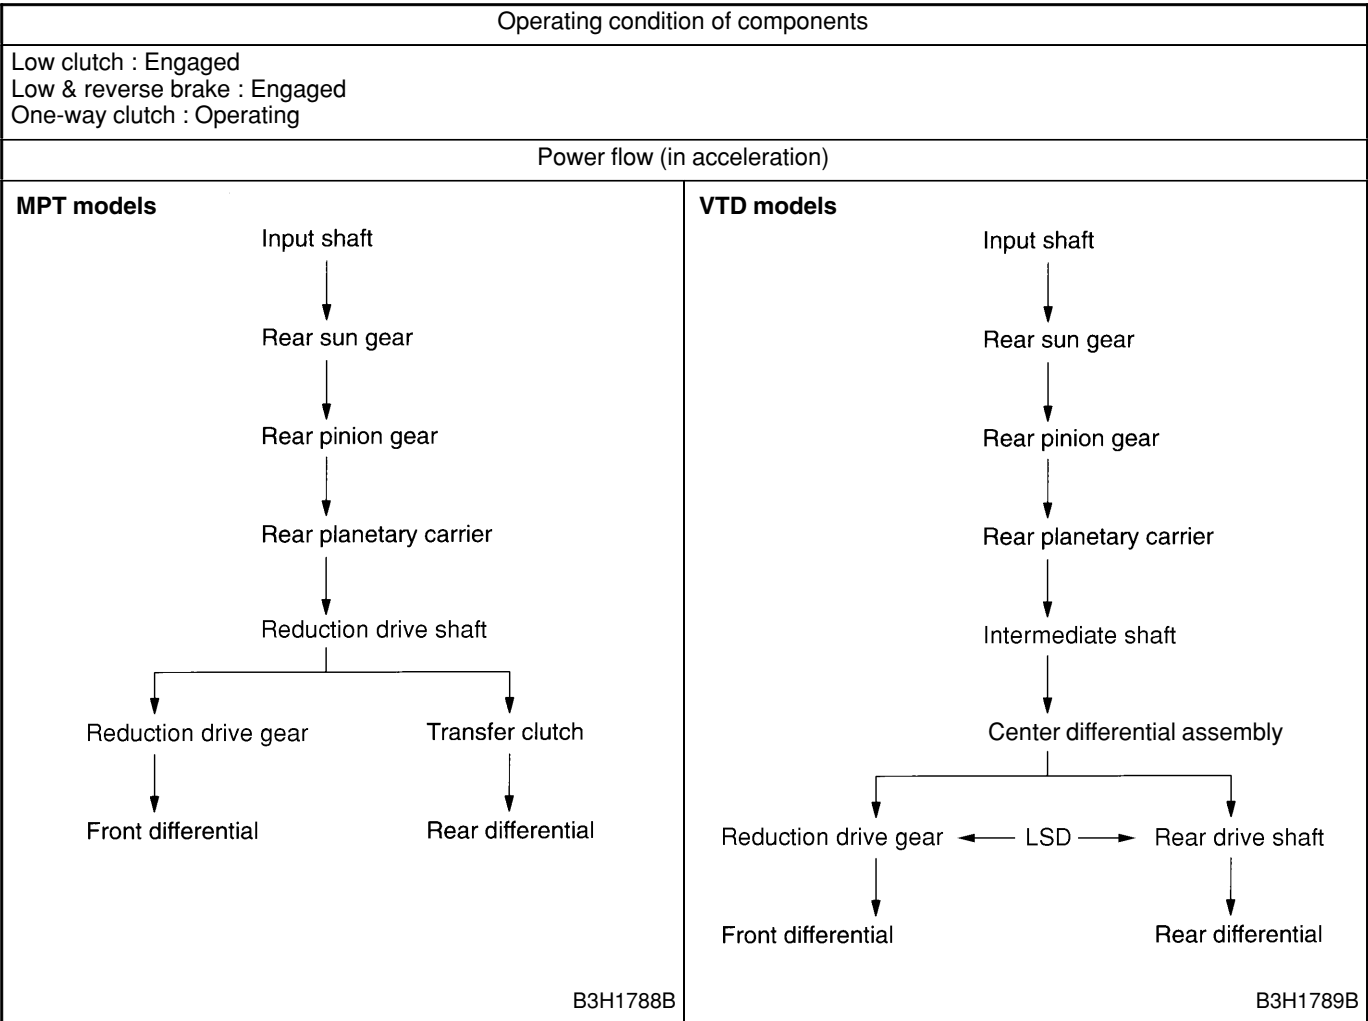 Operating condition of components
Low clutch : Engaged
Low & reverse brake : Engaged
One-way clutch : Operating
Power flow (in acceleration)
MPT models
Input shaft
Rear sun gear
Rear pinion gear
Rear planetary carrier
Reduction drive shaft
Reduction drive gear
Transfer clutch
Front differential
Rear differential
B3H1788B
VTD models
Input shaft
Rear sun gear
Rear pinion gear
Rear planetary carrier
Intermediate shaft
Center differential assembly
Reduction drive gear
LSD
Rear drive shaft
Front differential
Rear differential
B3H1789B